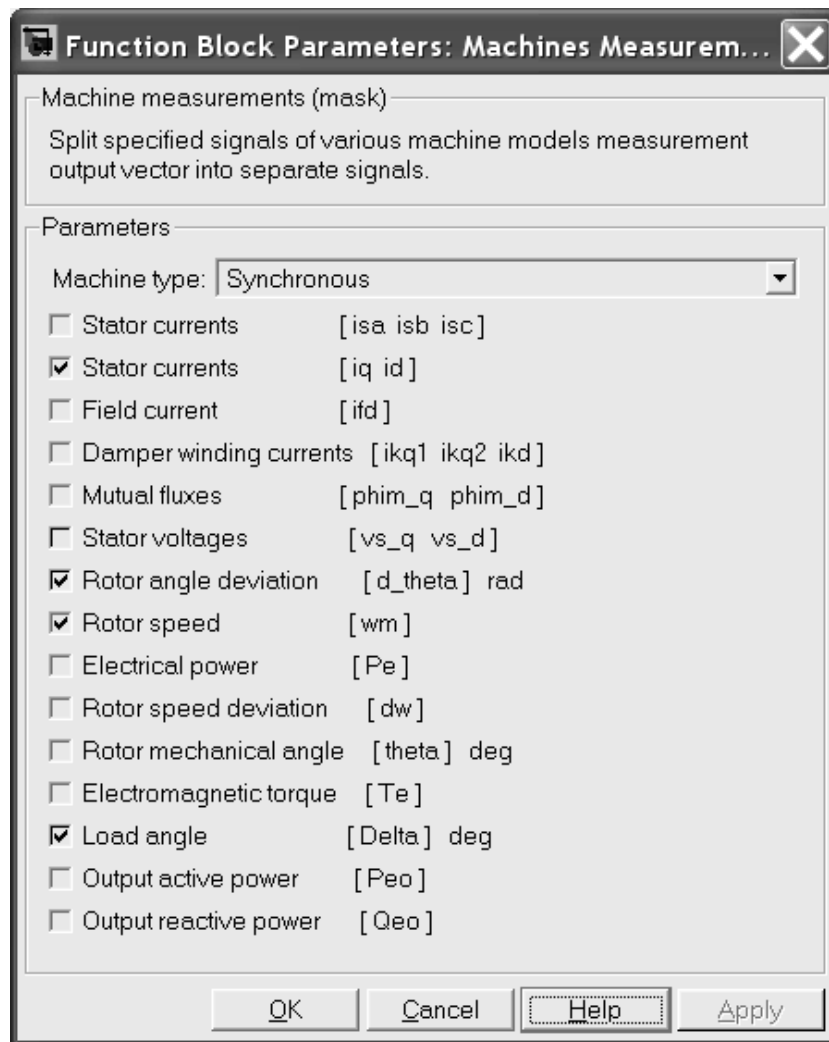 Function Block Parameters: Machines Measurem...
Machine measurements (mask)
Split specified signals of various machine models measurement
output vector into separate signals.
Parameters
Machine type: Synchronous
Stator currents [isa isb isc]
Stator currents [iq id]
Field current [ifd]
Damper winding currents [ikq1 ikq2 ikd]
Mutual fluxes [phim_q phim_d]
Stator voltages [vs_q vs_d]
Rotor angle deviation [d_theta] rad
Rotor speed [wm]
Electrical power [Pe]
Rotor speed deviation [dw]
Rotor mechanical angle [theta] deg
Electromagnetic torque [Te]
Load angle [Delta] deg
Output active power [Peo]
Output reactive power [Qeo]
OK Cancel Help Apply